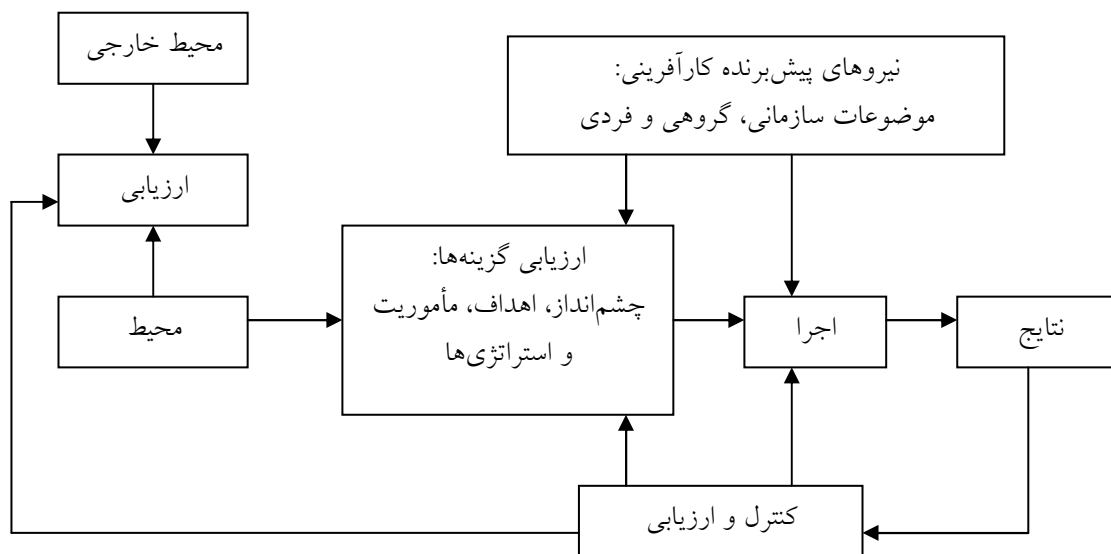 محیط خارجی
نیروهای پیش‌برنده کارآفرینی:
موضوعات سازمانی، گروهی و فردی
ارزیابی
ارزیابی گزینه‌ها:
چشم‌انداز، اهداف، مأموریت
و استراتژی‌ها
محیط
اجرا
نتایج
کنترل و ارزیابی